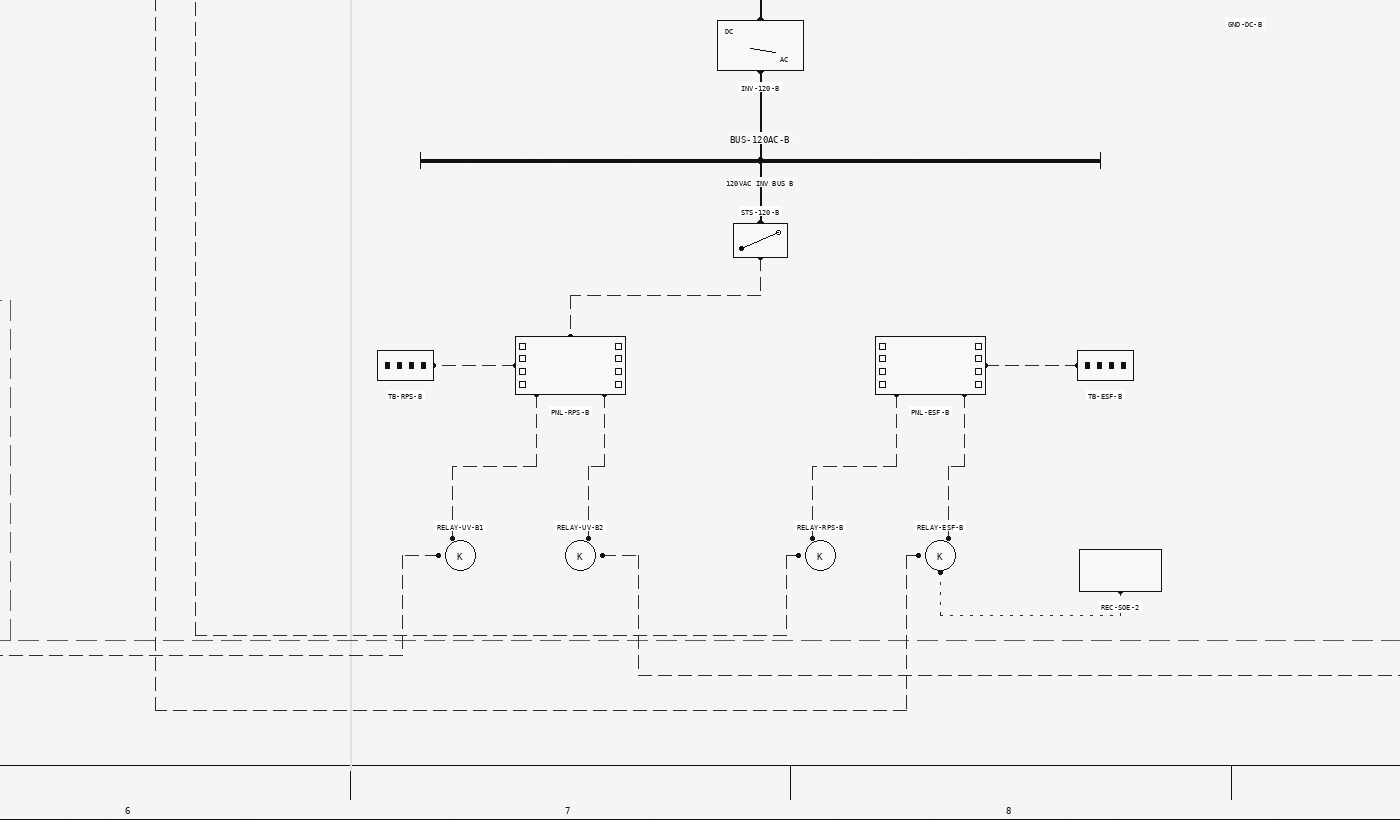 GND-DC-B
DC
AC
INV-120-B
BUS-120AC-B
120VAC INV BUS B
STS-120-B
TB-RPS-B
PNL-RPS-B
PNL-ESF-B
TB-ESF-B
RELAY-UV-B1
RELAY-UV-B2
RELAY-RPS-B
RELAY-ESF-B
K
K
K
K
REC-SOE-2
6
7
8